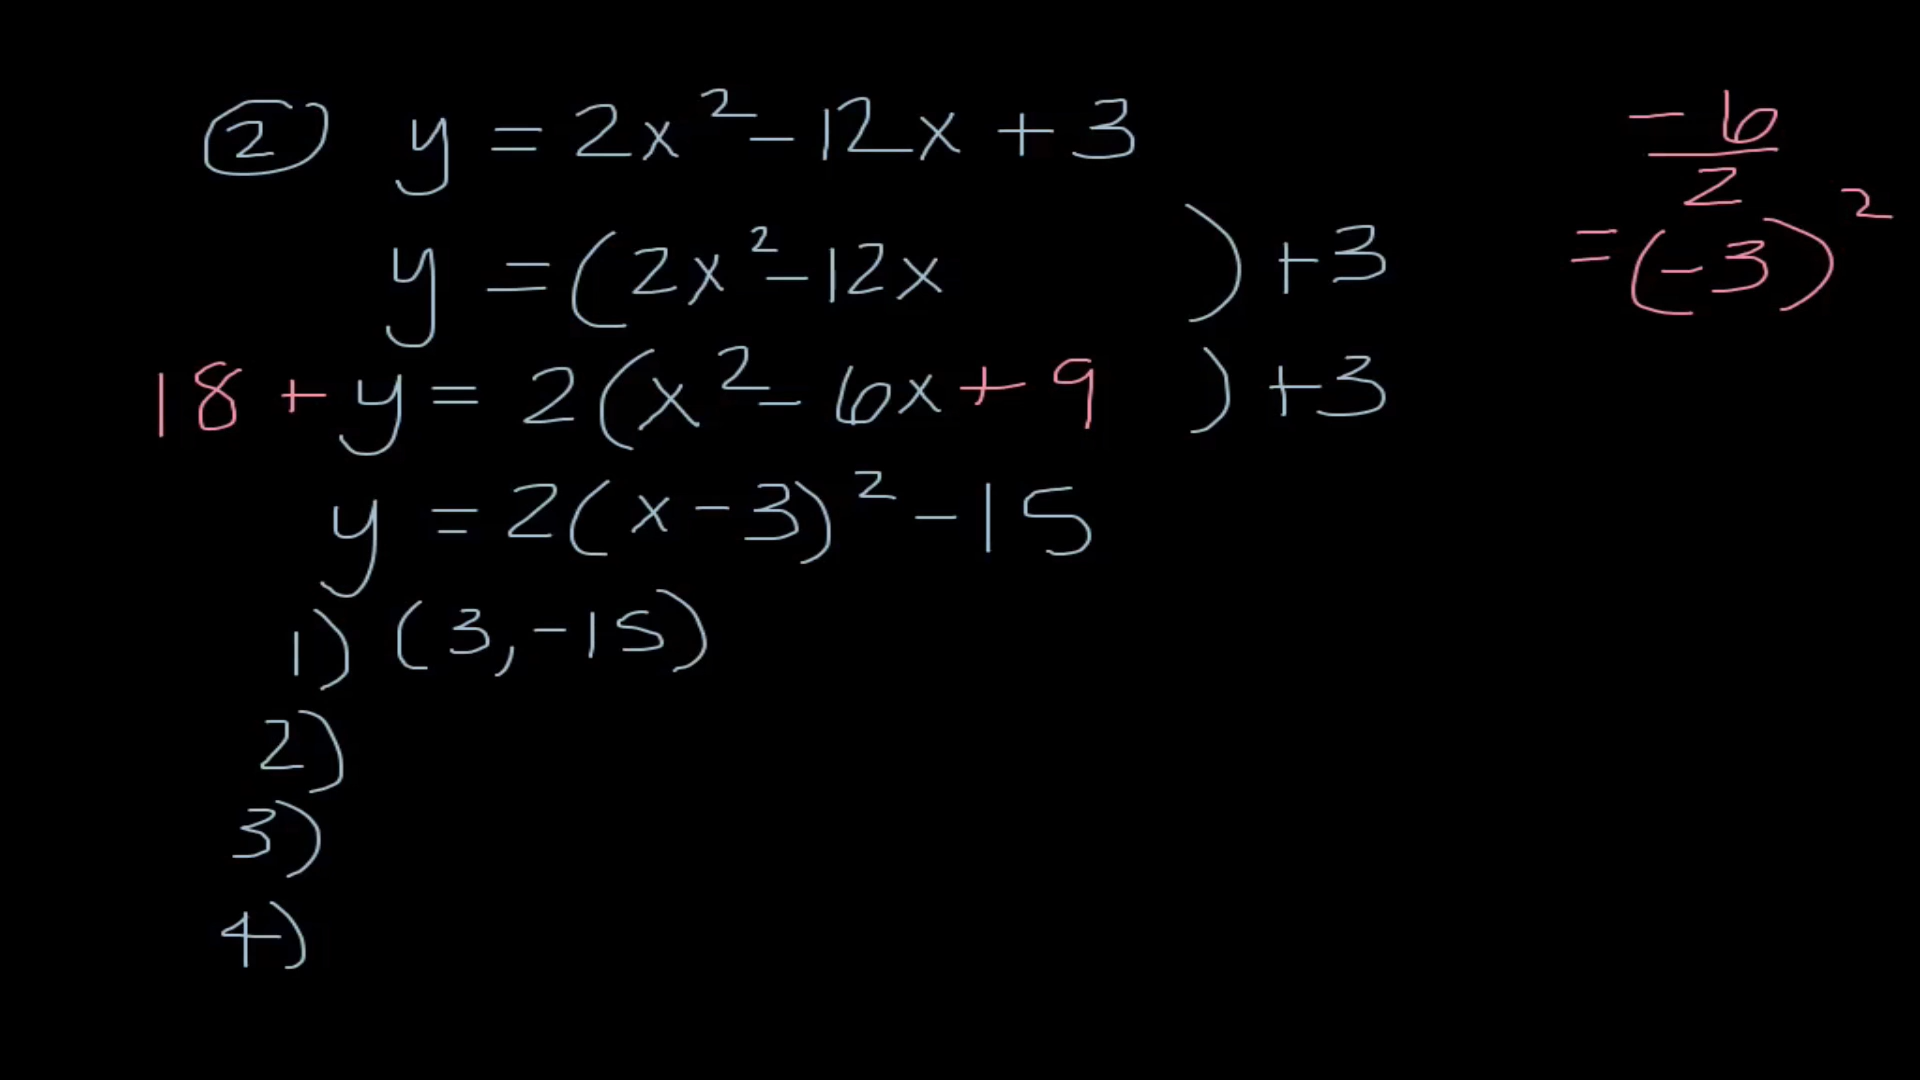 ② y = 2x² - 12x + 3
y = (2x² - 12x ) + 3
18 + y = 2(x² - 6x + 9 ) + 3
y = 2(x - 3)² - 15
1) (3, -15)
2)
3)
4)
-6
2
= (-3)²